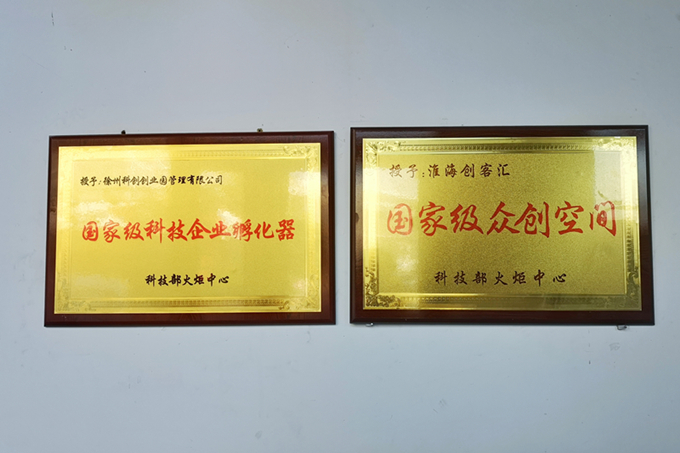 授予:徐州科创创业园管理有限公司
国家级科技企业孵化器
科技部火炬中心
授予:淮海创客汇
国家级众创空间
科技部火炬中心